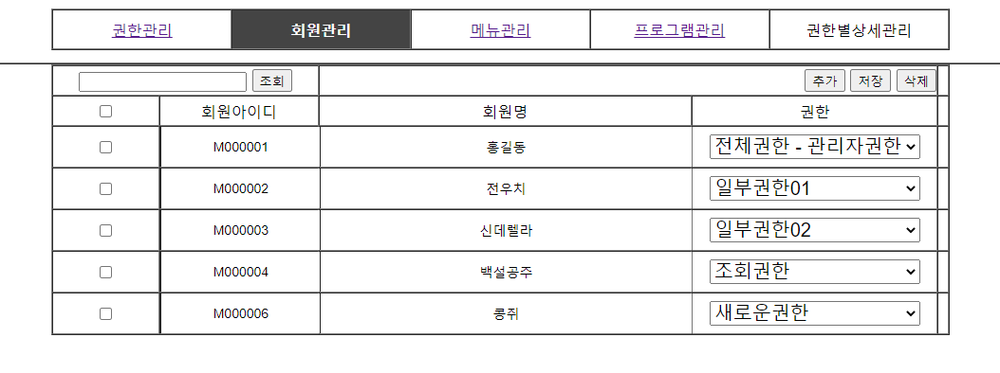 권한관리 회원관리 메뉴관리 프로그램관리 권한별상세관리
조회 추가 저장 삭제
회원아이디 회원명 권한
M000001 홍길동 전체권한 - 관리자권한
M000002 전우치 일부권한01
M000003 신데렐라 일부권한02
M000004 백설공주 조회권한
M000006 콩쥐 새로운권한